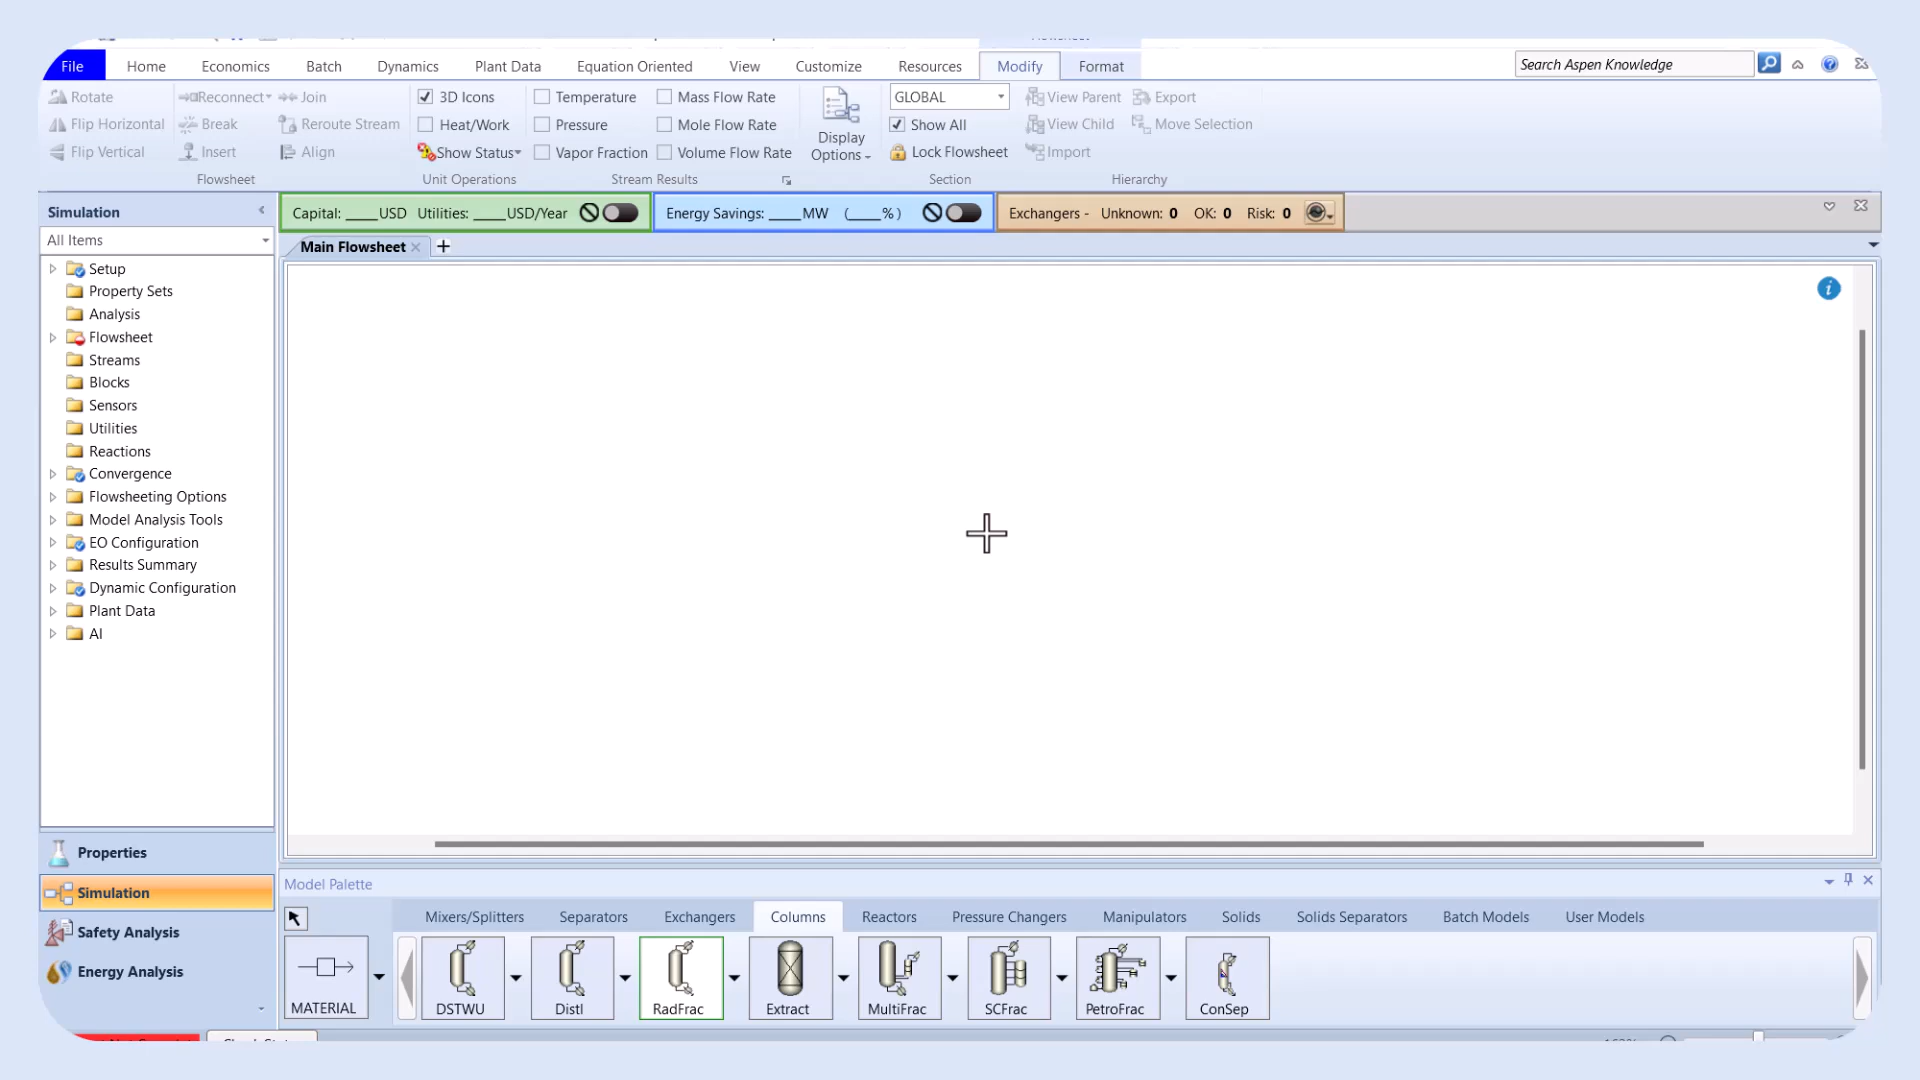 File Home Economics Batch Dynamics Plant Data Equation Oriented View Customize Resources Modify Format Search Aspen Knowledge
Rotate Reconnect Join 3D Icons Temperature Mass Flow Rate GLOBAL View Parent Export
Flip Horizontal Break Reroute Stream Heat/Work Pressure Mole Flow Rate Display Show All View Child Move Selection
Flip Vertical Insert Align Show Status Vapor Fraction Volume Flow Rate Options Lock Flowsheet Import
Flowsheet Unit Operations Stream Results Section Hierarchy
Simulation Capital: ____USD Utilities: ____USD/Year Energy Savings: ____MW (____%) Exchangers - Unknown: 0 OK: 0 Risk: 0
All Items Main Flowsheet
Setup
Property Sets
Analysis
Flowsheet
Streams
Blocks
Sensors
Utilities
Reactions
Convergence
Flowsheeting Options
Model Analysis Tools
EO Configuration
Results Summary
Dynamic Configuration
Plant Data
AI
Properties
Simulation
Safety Analysis
Energy Analysis
Model Palette
Mixers/Splitters Separators Exchangers Columns Reactors Pressure Changers Manipulators Solids Solids Separators Batch Models User Models
MATERIAL DSTWU Distl RadFrac Extract MultiFrac SCFrac PetroFrac ConSep